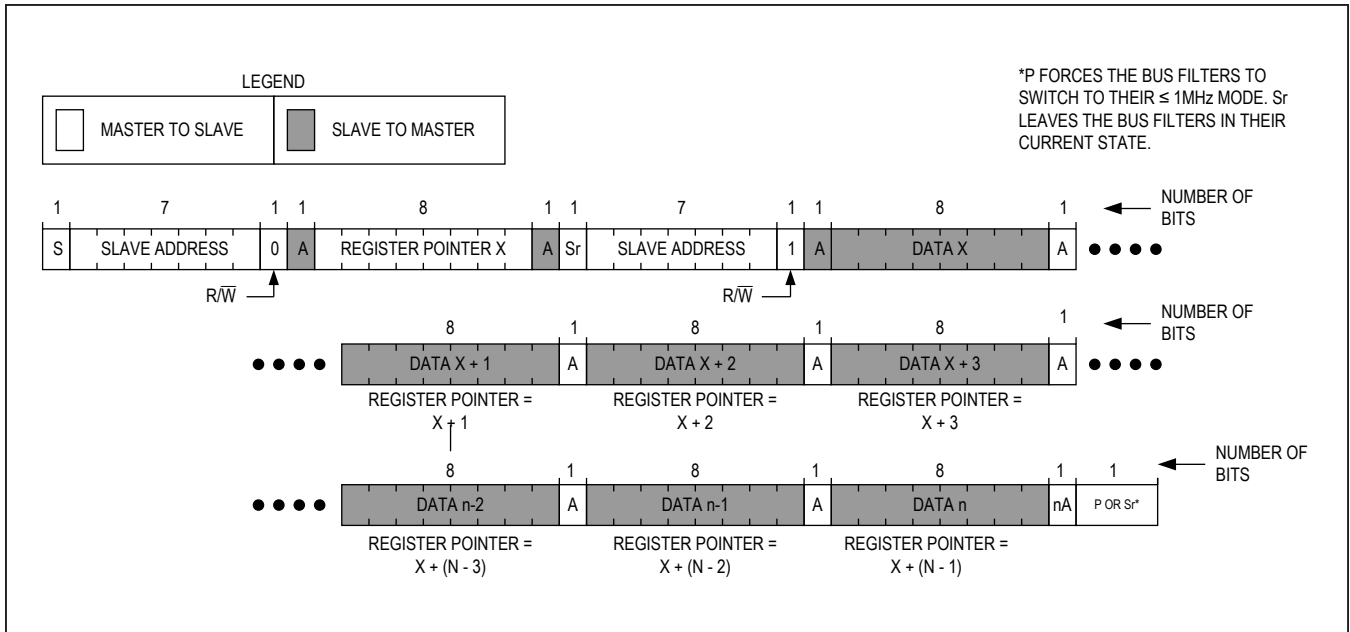 LEGEND
MASTER TO SLAVE SLAVE TO MASTER
*P FORCES THE BUS FILTERS TO
SWITCH TO THEIR ≤ 1MHz MODE. Sr
LEAVES THE BUS FILTERS IN THEIR
CURRENT STATE.
1 7 1 1 8 1 1 7 1 1 8 1
NUMBER OF
BITS
S SLAVE ADDRESS 0 A REGISTER POINTER X A Sr SLAVE ADDRESS 1 A DATA X A
R/W̅ R/W̅
8 1 8 1 8 1
NUMBER OF
BITS
DATA X + 1 A DATA X + 2 A DATA X + 3 A
REGISTER POINTER = REGISTER POINTER = REGISTER POINTER =
X + 1 X + 2 X + 3
8 1 8 1 8 1 1
NUMBER OF
BITS
DATA n-2 A DATA n-1 A DATA n nA P OR Sr*
REGISTER POINTER = REGISTER POINTER = REGISTER POINTER =
X + (N - 3) X + (N - 2) X + (N - 1)